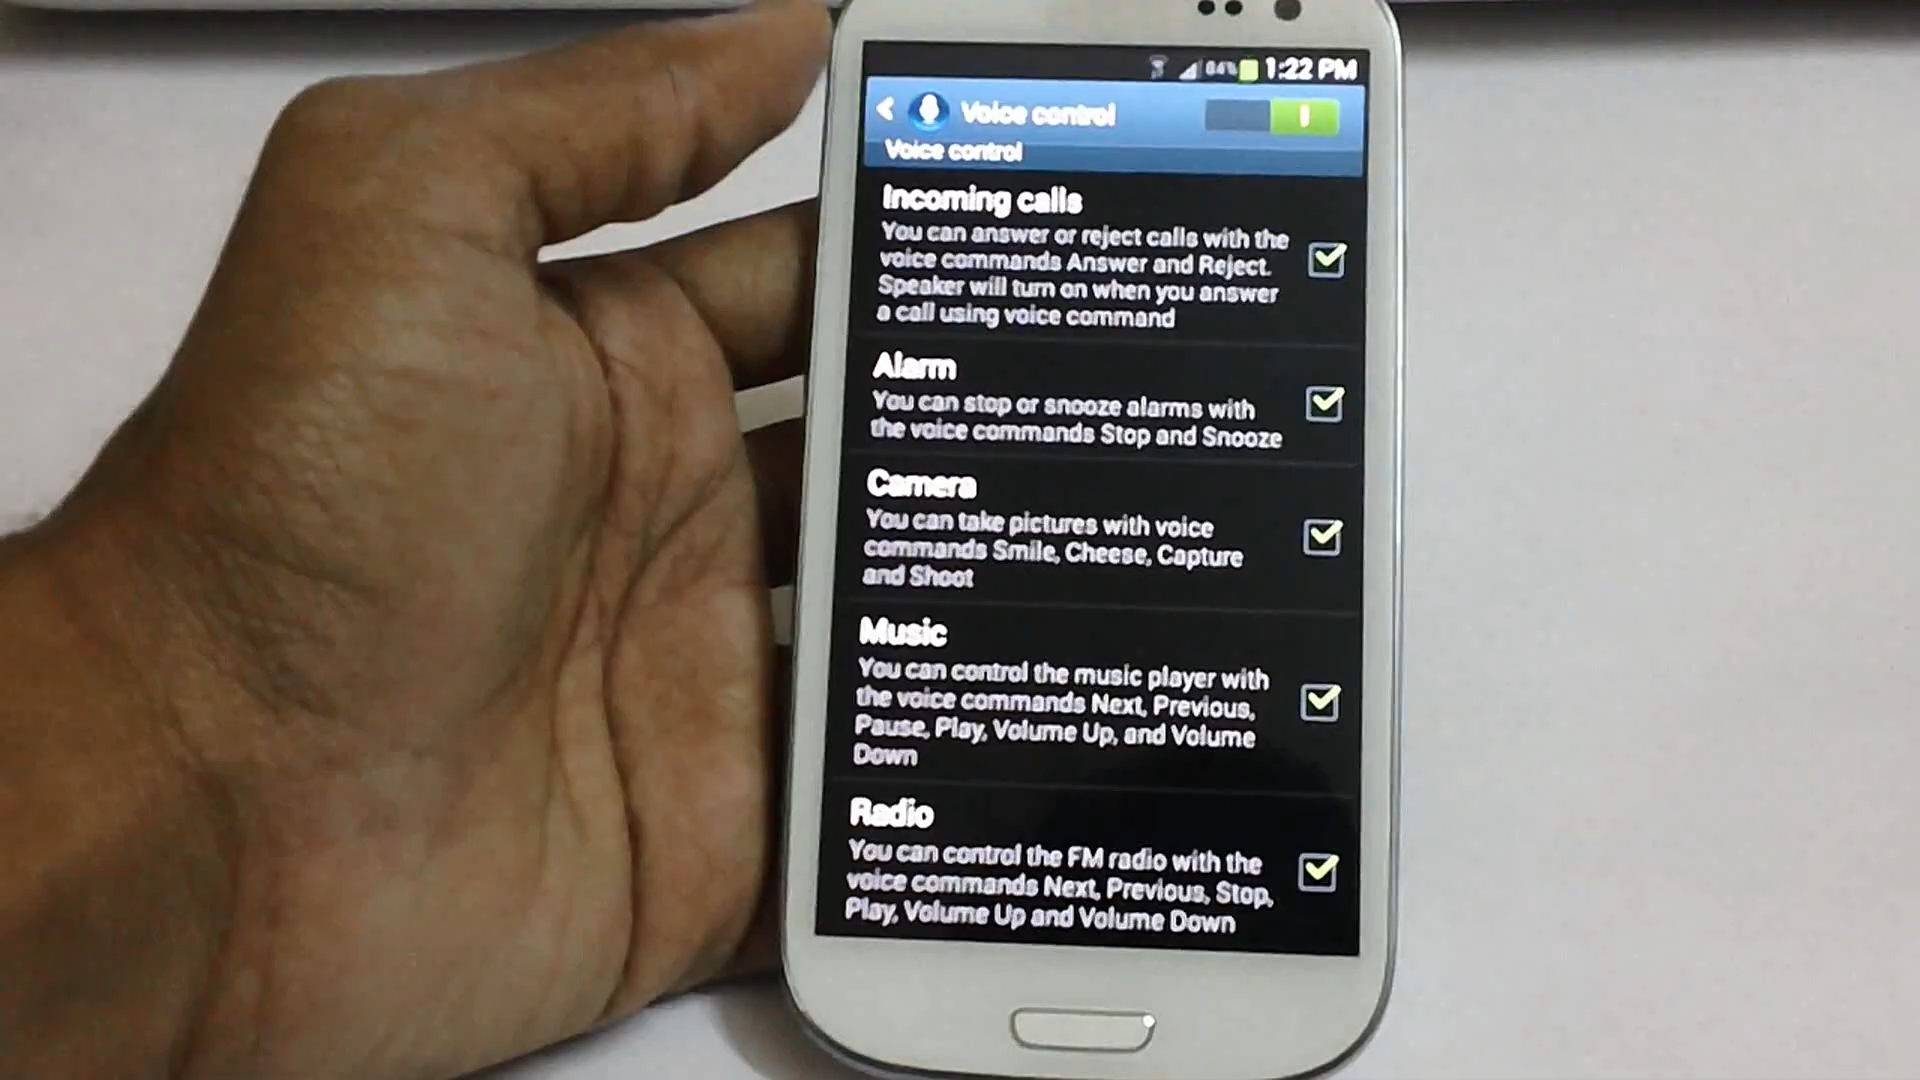 84% 1:22 PM
Voice control
Voice control
Incoming calls
You can answer or reject calls with the
voice commands Answer and Reject.
Speaker will turn on when you answer
a call using voice command
Alarm
You can stop or snooze alarms with
the voice commands Stop and Snooze
Camera
You can take pictures with voice
commands Smile, Cheese, Capture
and Shoot
Music
You can control the music player with
the voice commands Next, Previous,
Pause, Play, Volume Up, and Volume
Down
Radio
You can control the FM radio with the
voice commands Next, Previous, Stop,
Play, Volume Up and Volume Down